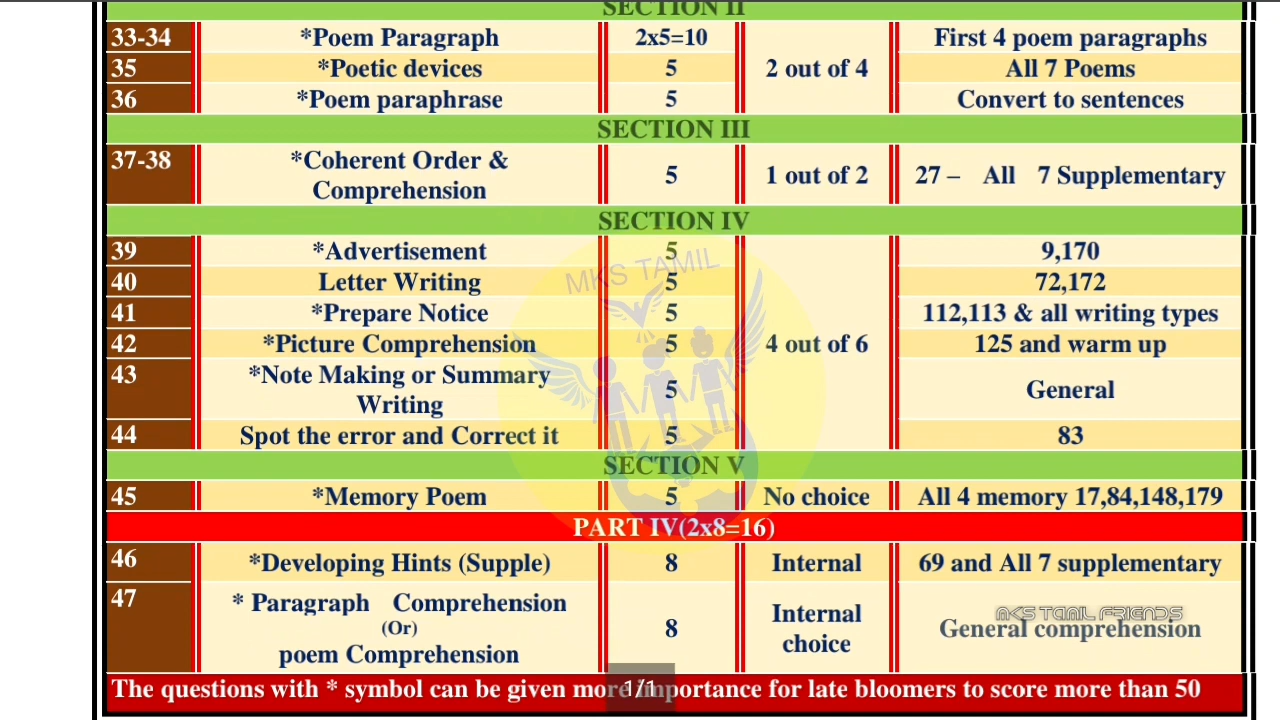 SECTION II
33-34 *Poem Paragraph 2x5=10 First 4 poem paragraphs
35 *Poetic devices 5 2 out of 4 All 7 Poems
36 *Poem paraphrase 5 Convert to sentences
SECTION III
37-38 *Coherent Order &
Comprehension 5 1 out of 2 27 – All 7 Supplementary
SECTION IV
39 *Advertisement 5 9,170
40 Letter Writing 5 72,172
41 *Prepare Notice 5 112,113 & all writing types
42 *Picture Comprehension 5 4 out of 6 125 and warm up
43 *Note Making or Summary
Writing 5 General
44 Spot the error and Correct it 5 83
SECTION V
45 *Memory Poem 5 No choice All 4 memory 17,84,148,179
PART IV(2x8=16)
46 *Developing Hints (Supple) 8 Internal 69 and All 7 supplementary
47 * Paragraph Comprehension
(Or)
poem Comprehension 8 Internal
choice General comprehension
The questions with * symbol can be given more importance for late bloomers to score more than 50
1/1
MKS TAMIL
MKS TAMIL FRIENDS